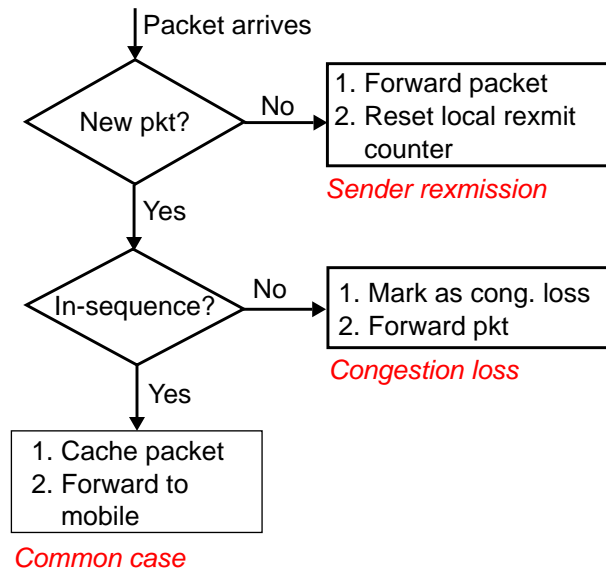 Packet arrives
New pkt?
No
1. Forward packet
2. Reset local rexmit
counter
Sender rexmission
Yes
In-sequence?
No
1. Mark as cong. loss
2. Forward pkt
Congestion loss
Yes
1. Cache packet
2. Forward to
mobile
Common case